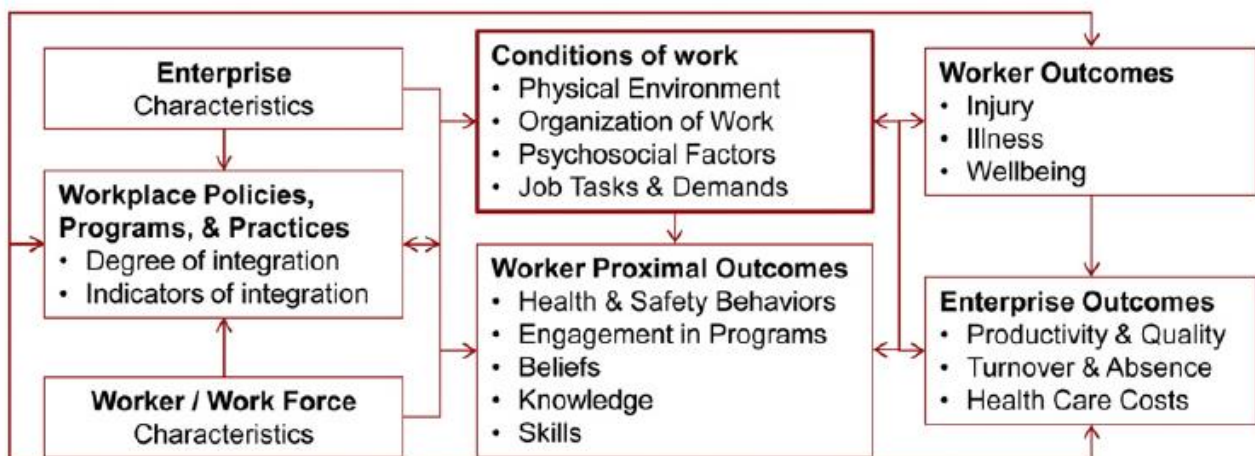 Enterprise
Characteristics
Workplace Policies,
Programs, & Practices
• Degree of integration
• Indicators of integration
Worker / Work Force
Characteristics
Conditions of work
• Physical Environment
• Organization of Work
• Psychosocial Factors
• Job Tasks & Demands
Worker Proximal Outcomes
• Health & Safety Behaviors
• Engagement in Programs
• Beliefs
• Knowledge
• Skills
Worker Outcomes
• Injury
• Illness
• Wellbeing
Enterprise Outcomes
• Productivity & Quality
• Turnover & Absence
• Health Care Costs